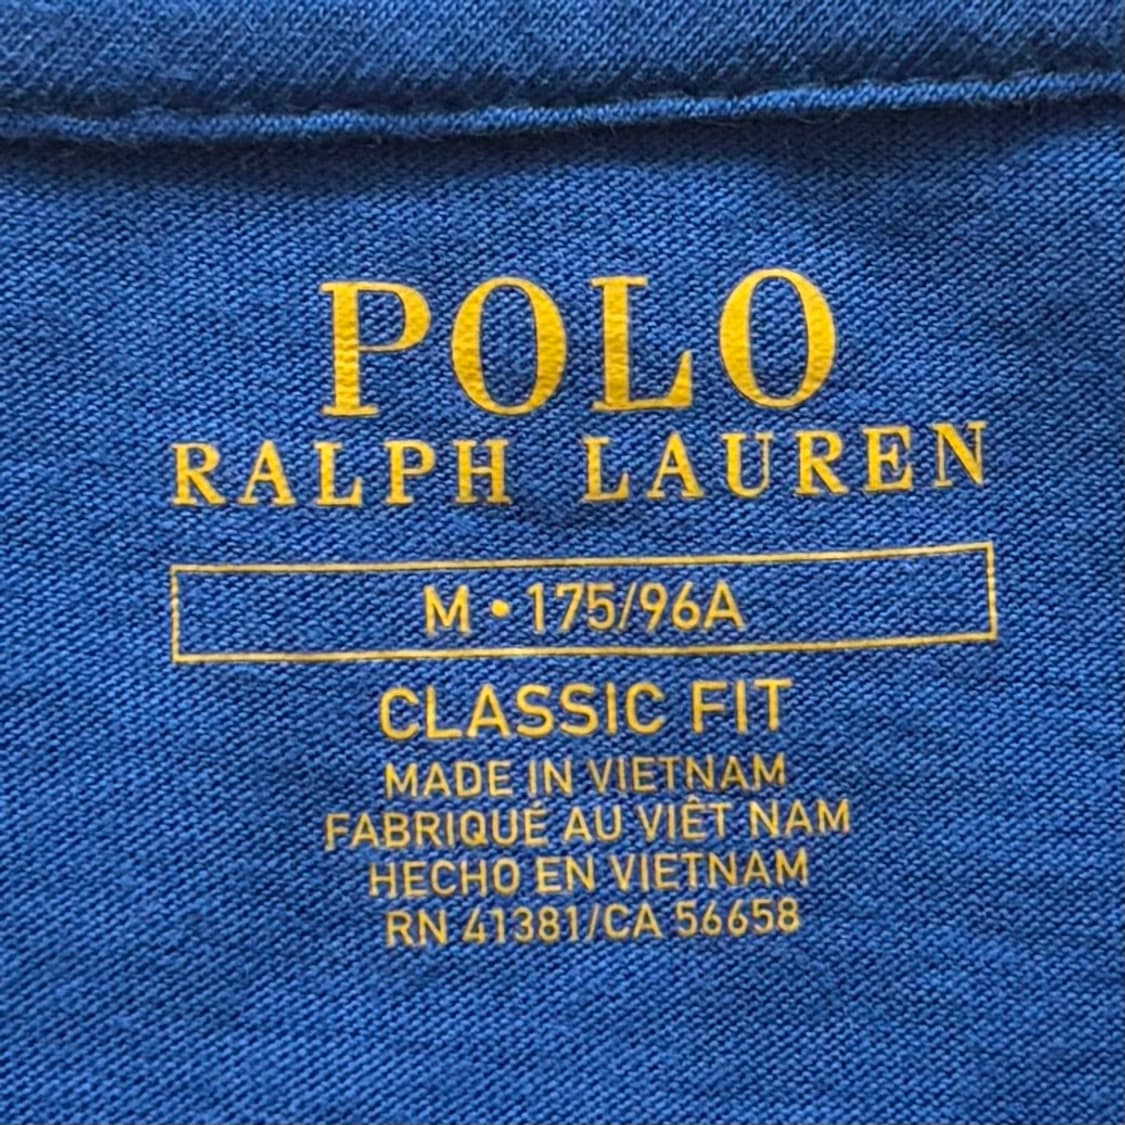 POLO
RALPH LAUREN
M • 175/96A
CLASSIC FIT
MADE IN VIETNAM
FABRIQUÉ AU VIÊT NAM
HECHO EN VIETNAM
RN 41381/CA 56658